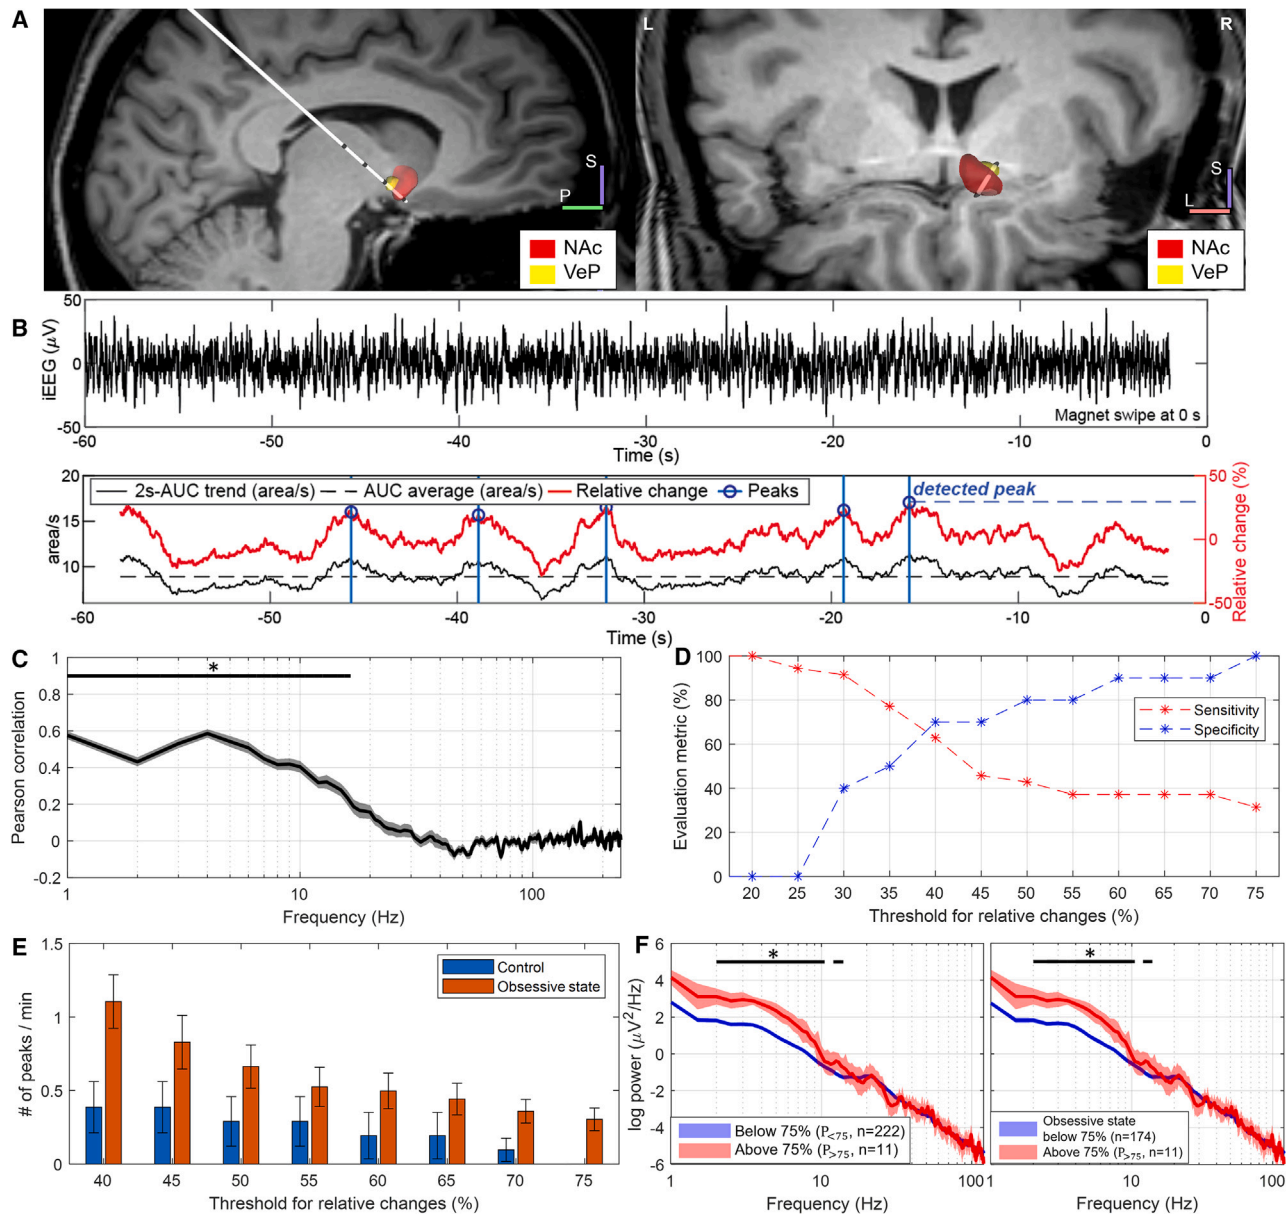 A
L
R
S
P
S
L
NAc
VeP
NAc
VeP
B
iEEG (μV)
50
0
-50
Magnet swipe at 0 s
-60
-50
-40
-30
-20
-10
0
Time (s)
area/s
20
15
10
2s-AUC trend (area/s)
AUC average (area/s)
Relative change
Peaks
detected peak
50
0
-50
Relative change (%)
-60
-50
-40
-30
-20
-10
0
Time (s)
C
Pearson correlation
1
0.8
0.6
0.4
0.2
0
-0.2
*
1
10
100
Frequency (Hz)
D
Evaluation metric (%)
100
80
60
40
20
0
Sensitivity
Specificity
20
25
30
35
40
45
50
55
60
65
70
75
Threshold for relative changes (%)
E
# of peaks / min
1.5
1
0.5
0
Control
Obsessive state
40
45
50
55
60
65
70
75
Threshold for relative changes (%)
F
log power (μV²/Hz)
6
4
2
0
-2
-4
-6
*
Below 75% (P<75, n=222)
Above 75% (P>75, n=11)
1
10
100
Frequency (Hz)
*
Obsessive state
below 75% (n=174)
Above 75% (P>75, n=11)
1
10
100
Frequency (Hz)